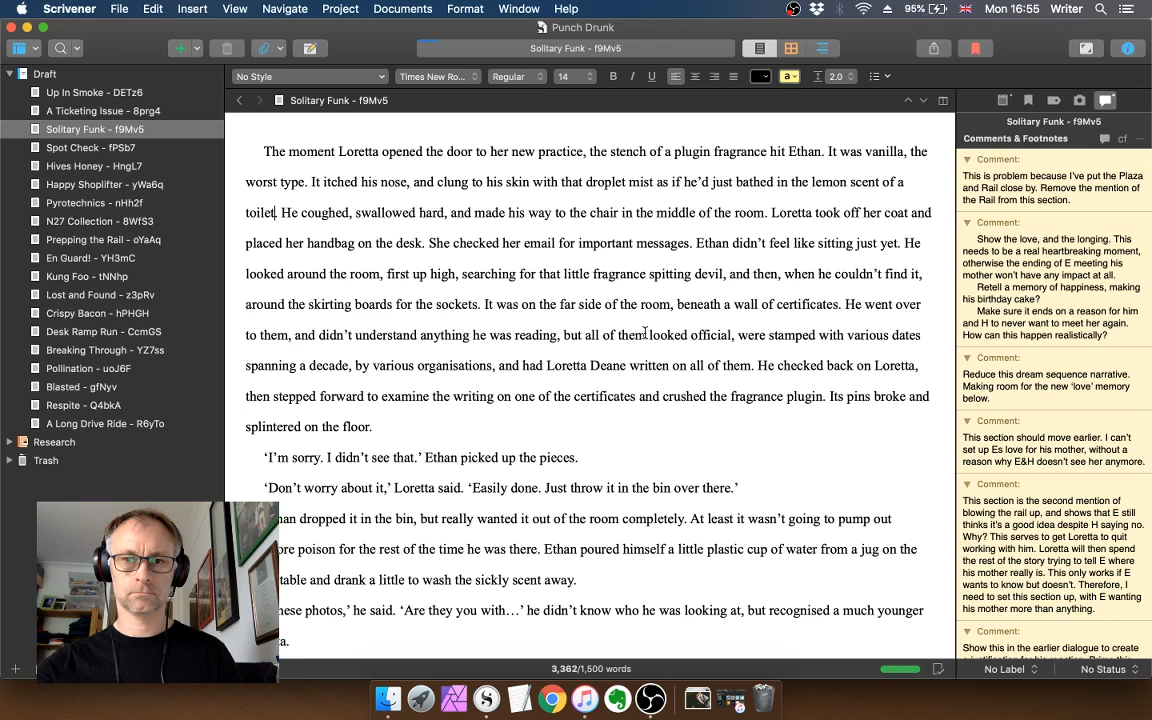 Scrivener File Edit Insert View Navigate Project Documents Format Window Help 95% Mon 16:55 Writer
Punch Drunk
Solitary Funk - f9Mv5
Draft
Up In Smoke - DETz6
A Ticketing Issue - 8prg4
Solitary Funk - f9Mv5
Spot Check - fPSb7
Hives Honey - HngL7
Happy Shoplifter - yWa6q
Pyrotechnics - nHh2f
N27 Collection - 8WfS3
Prepping the Rail - oYaAq
En Guard! - YH3mC
Kung Foo - tNNhp
Lost and Found - z3pRv
Crispy Bacon - hPHGH
Desk Ramp Run - CcmGS
Breaking Through - YZ7ss
Pollination - uoJ6F
Blasted - gfNyv
Respite - Q4bkA
A Long Drive Ride - R6yTo
Research
Trash
No Style Times New Ro... Regular 14 B I U a 2.0
Solitary Funk - f9Mv5
The moment Loretta opened the door to her new practice, the stench of a plugin fragrance hit Ethan. It was vanilla, the
worst type. It itched his nose, and clung to his skin with that droplet mist as if he’d just bathed in the lemon scent of a
toilet. He coughed, swallowed hard, and made his way to the chair in the middle of the room. Loretta took off her coat and
placed her handbag on the desk. She checked her email for important messages. Ethan didn’t feel like sitting just yet. He
looked around the room, first up high, searching for that little fragrance spitting devil, and then, when he couldn’t find it,
around the skirting boards for the sockets. It was on the far side of the room, beneath a wall of certificates. He went over
to them, and didn’t understand anything he was reading, but all of them looked official, were stamped with various dates
spanning a decade, by various organisations, and had Loretta Deane written on all of them. He checked back on Loretta,
then stepped forward to examine the writing on one of the certificates and crushed the fragrance plugin. Its pins broke and
splintered on the floor.
‘I’m sorry. I didn’t see that.’ Ethan picked up the pieces.
‘Don’t worry about it,’ Loretta said. ‘Easily done. Just throw it in the bin over there.’
han dropped it in the bin, but really wanted it out of the room completely. At least it wasn’t going to pump out
ore poison for the rest of the time he was there. Ethan poured himself a little plastic cup of water from a jug on the
table and drank a little to wash the sickly scent away.
hese photos,’ he said. ‘Are they you with…’ he didn’t know who he was looking at, but recognised a much younger
a.
3,362/1,500 words
Solitary Funk - f9Mv5
Comments & Footnotes cf
Comment:
This is problem because I’ve put the Plaza
and Rail close by. Remove the mention of
the Rail from this section.
Comment:
Show the love, and the longing. This
needs to be a real heartbreaking moment,
otherwise the ending of E meeting his
mother won’t have any impact at all.
Retell a memory of happiness, making
his birthday cake?
Make sure it ends on a reason for him
and H to never want to meet her again.
How can this happen realistically?
Comment:
Reduce this dream sequence narrative.
Making room for the new ‘love’ memory
below.
Comment:
This section should move earlier. I can’t
set up Es love for his mother, without a
reason why E&H doesn’t see her anymore.
Comment:
This section is the second mention of
blowing the rail up, and shows that E still
thinks it’s a good idea despite H saying no.
Why? This serves to get Loretta to quit
working with him. Loretta will then spend
the rest of the story trying to tell E where
his mother really is. This only works if E
wants to know but doesn’t. Therefore, I
need to set this section up, with E wanting
his mother more than anything.
Comment:
Show this in the earlier dialogue to create
No Label No Status